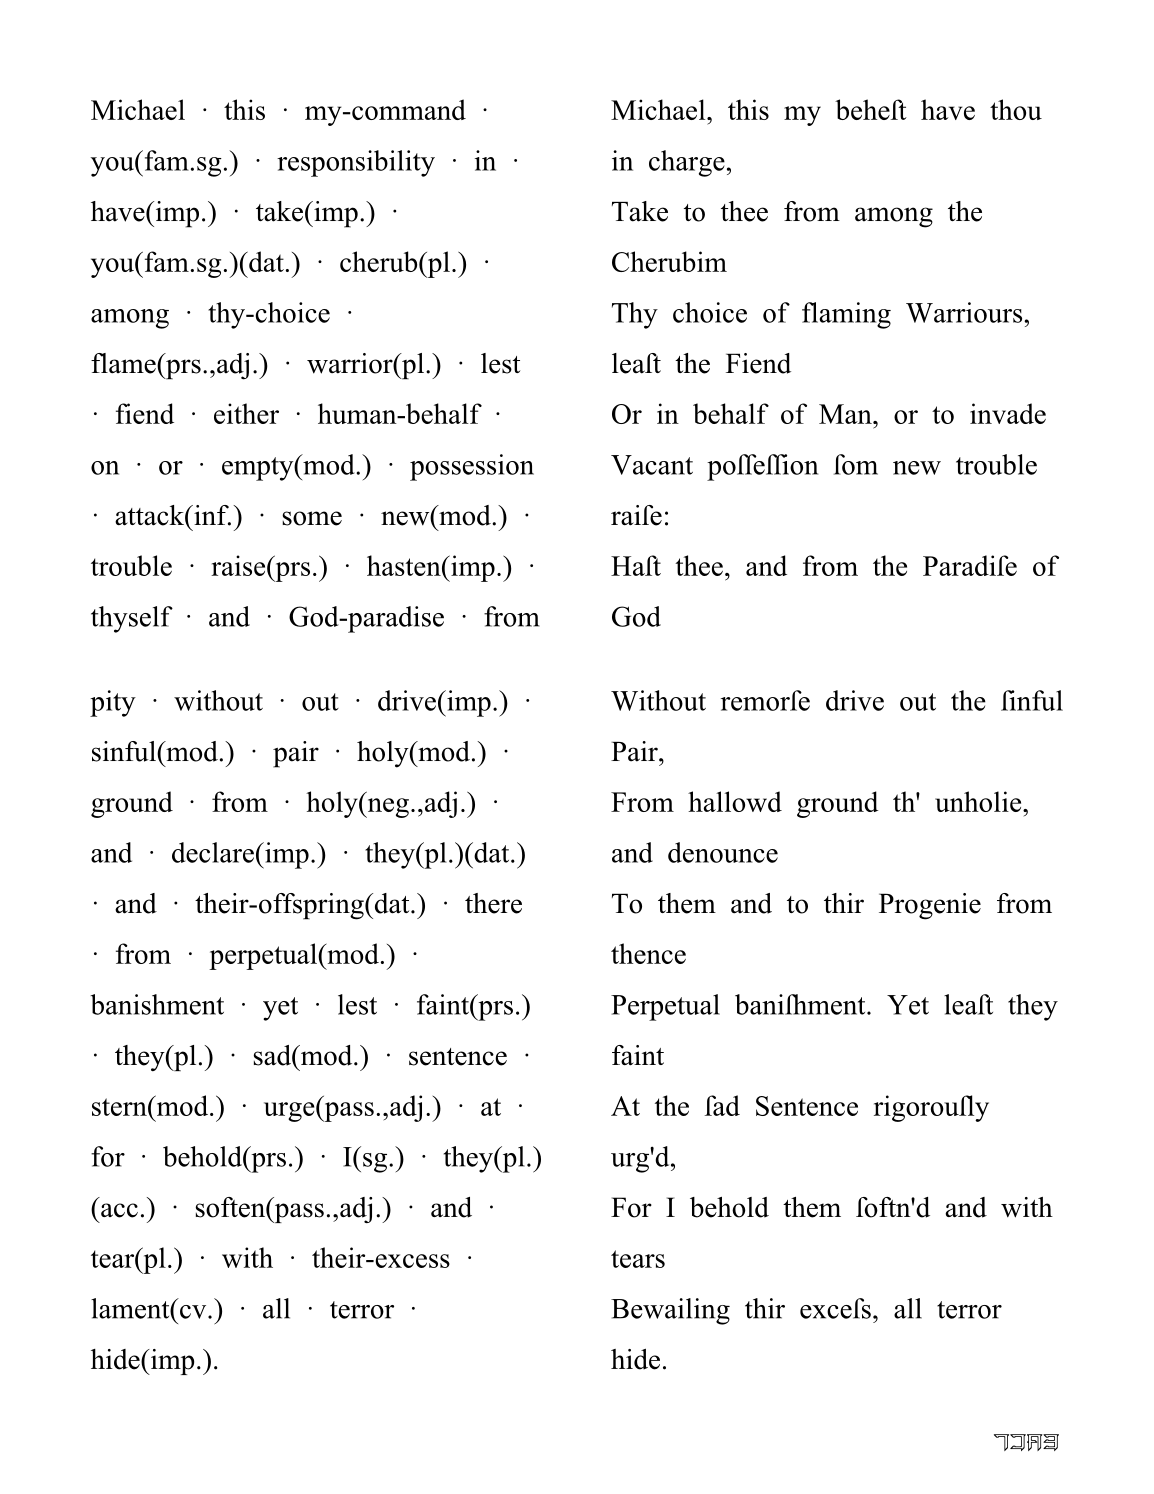 Michael · this · my-command ·
you(fam.sg.) · responsibility · in ·
have(imp.) · take(imp.) ·
you(fam.sg.)(dat.) · cherub(pl.) ·
among · thy-choice ·
flame(prs.,adj.) · warrior(pl.) · lest
· fiend · either · human-behalf ·
on · or · empty(mod.) · possession
· attack(inf.) · some · new(mod.) ·
trouble · raise(prs.) · hasten(imp.) ·
thyself · and · God-paradise · from
pity · without · out · drive(imp.) ·
sinful(mod.) · pair · holy(mod.) ·
ground · from · holy(neg.,adj.) ·
and · declare(imp.) · they(pl.)(dat.)
· and · their-offspring(dat.) · there
· from · perpetual(mod.) ·
banishment · yet · lest · faint(prs.)
· they(pl.) · sad(mod.) · sentence ·
stern(mod.) · urge(pass.,adj.) · at ·
for · behold(prs.) · I(sg.) · they(pl.)
(acc.) · soften(pass.,adj.) · and ·
tear(pl.) · with · their-excess ·
lament(cv.) · all · terror ·
hide(imp.).
Michael, this my beheſt have thou
in charge,
Take to thee from among the
Cherubim
Thy choice of flaming Warriours,
leaſt the Fiend
Or in behalf of Man, or to invade
Vacant poſſeſſion ſom new trouble
raiſe:
Haſt thee, and from the Paradiſe of
God
Without remorſe drive out the ſinful
Pair,
From hallowd ground th' unholie,
and denounce
To them and to thir Progenie from
thence
Perpetual baniſhment. Yet leaſt they
faint
At the ſad Sentence rigorouſly
urg'd,
For I behold them ſoftn'd and with
tears
Bewailing thir exceſs, all terror
hide.